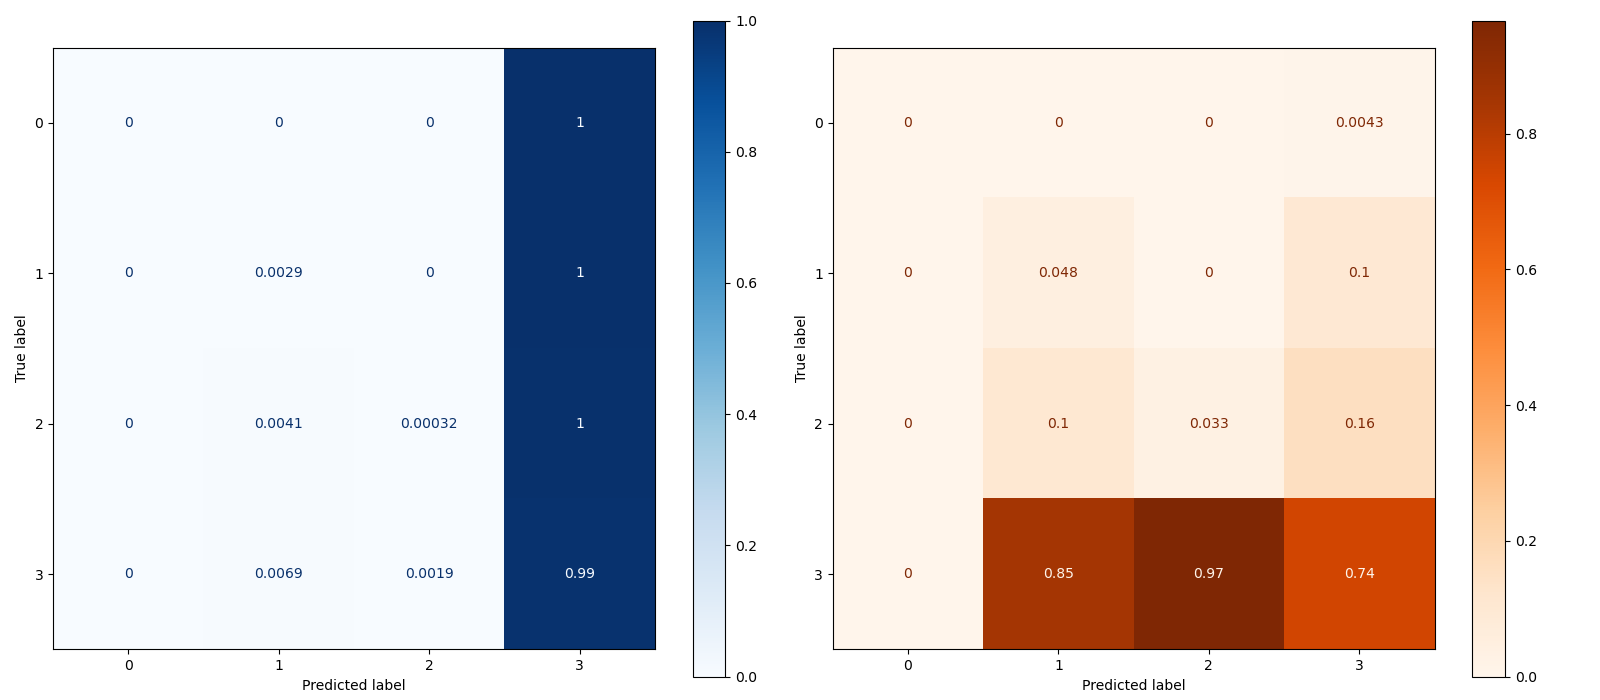 1.0
0.8
0.6
0.4
0.2
0.0
0 0 0 0 1
1 0 0.0029 0 1
2 0 0.0041 0.00032 1
3 0 0.0069 0.0019 0.99
0 1 2 3
True label
Predicted label
0 0 0 0 0.0043
1 0 0.048 0 0.1
2 0 0.1 0.033 0.16
3 0 0.85 0.97 0.74
0 1 2 3
True label
Predicted label
0.8
0.6
0.4
0.2
0.0